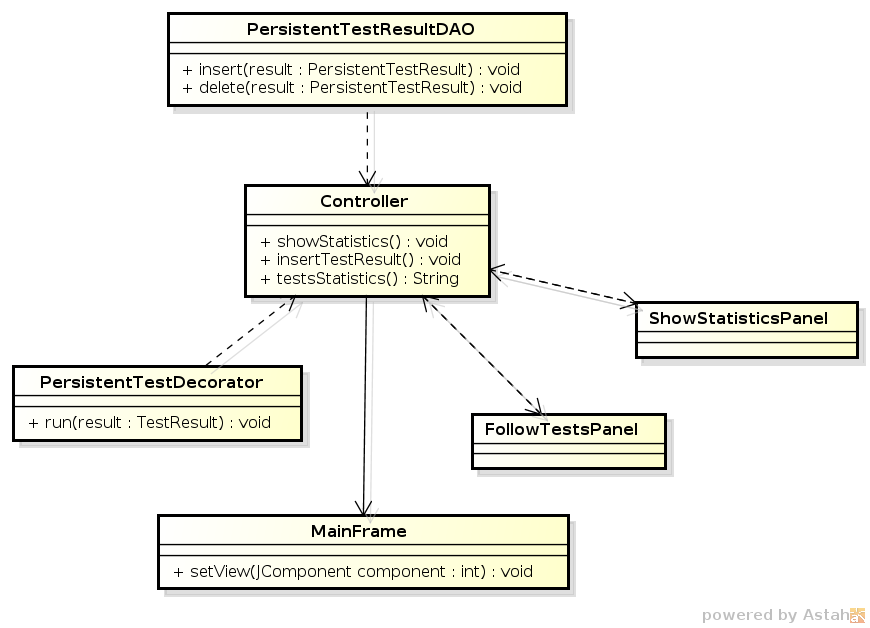 PersistentTestResultDAO
+ insert(result : PersistentTestResult) : void
+ delete(result : PersistentTestResult) : void
Controller
+ showStatistics() : void
+ insertTestResult() : void
+ testsStatistics() : String
ShowStatisticsPanel
PersistentTestDecorator
+ run(result : TestResult) : void
FollowTestsPanel
MainFrame
+ setView(JComponent component : int) : void
powered by Astah